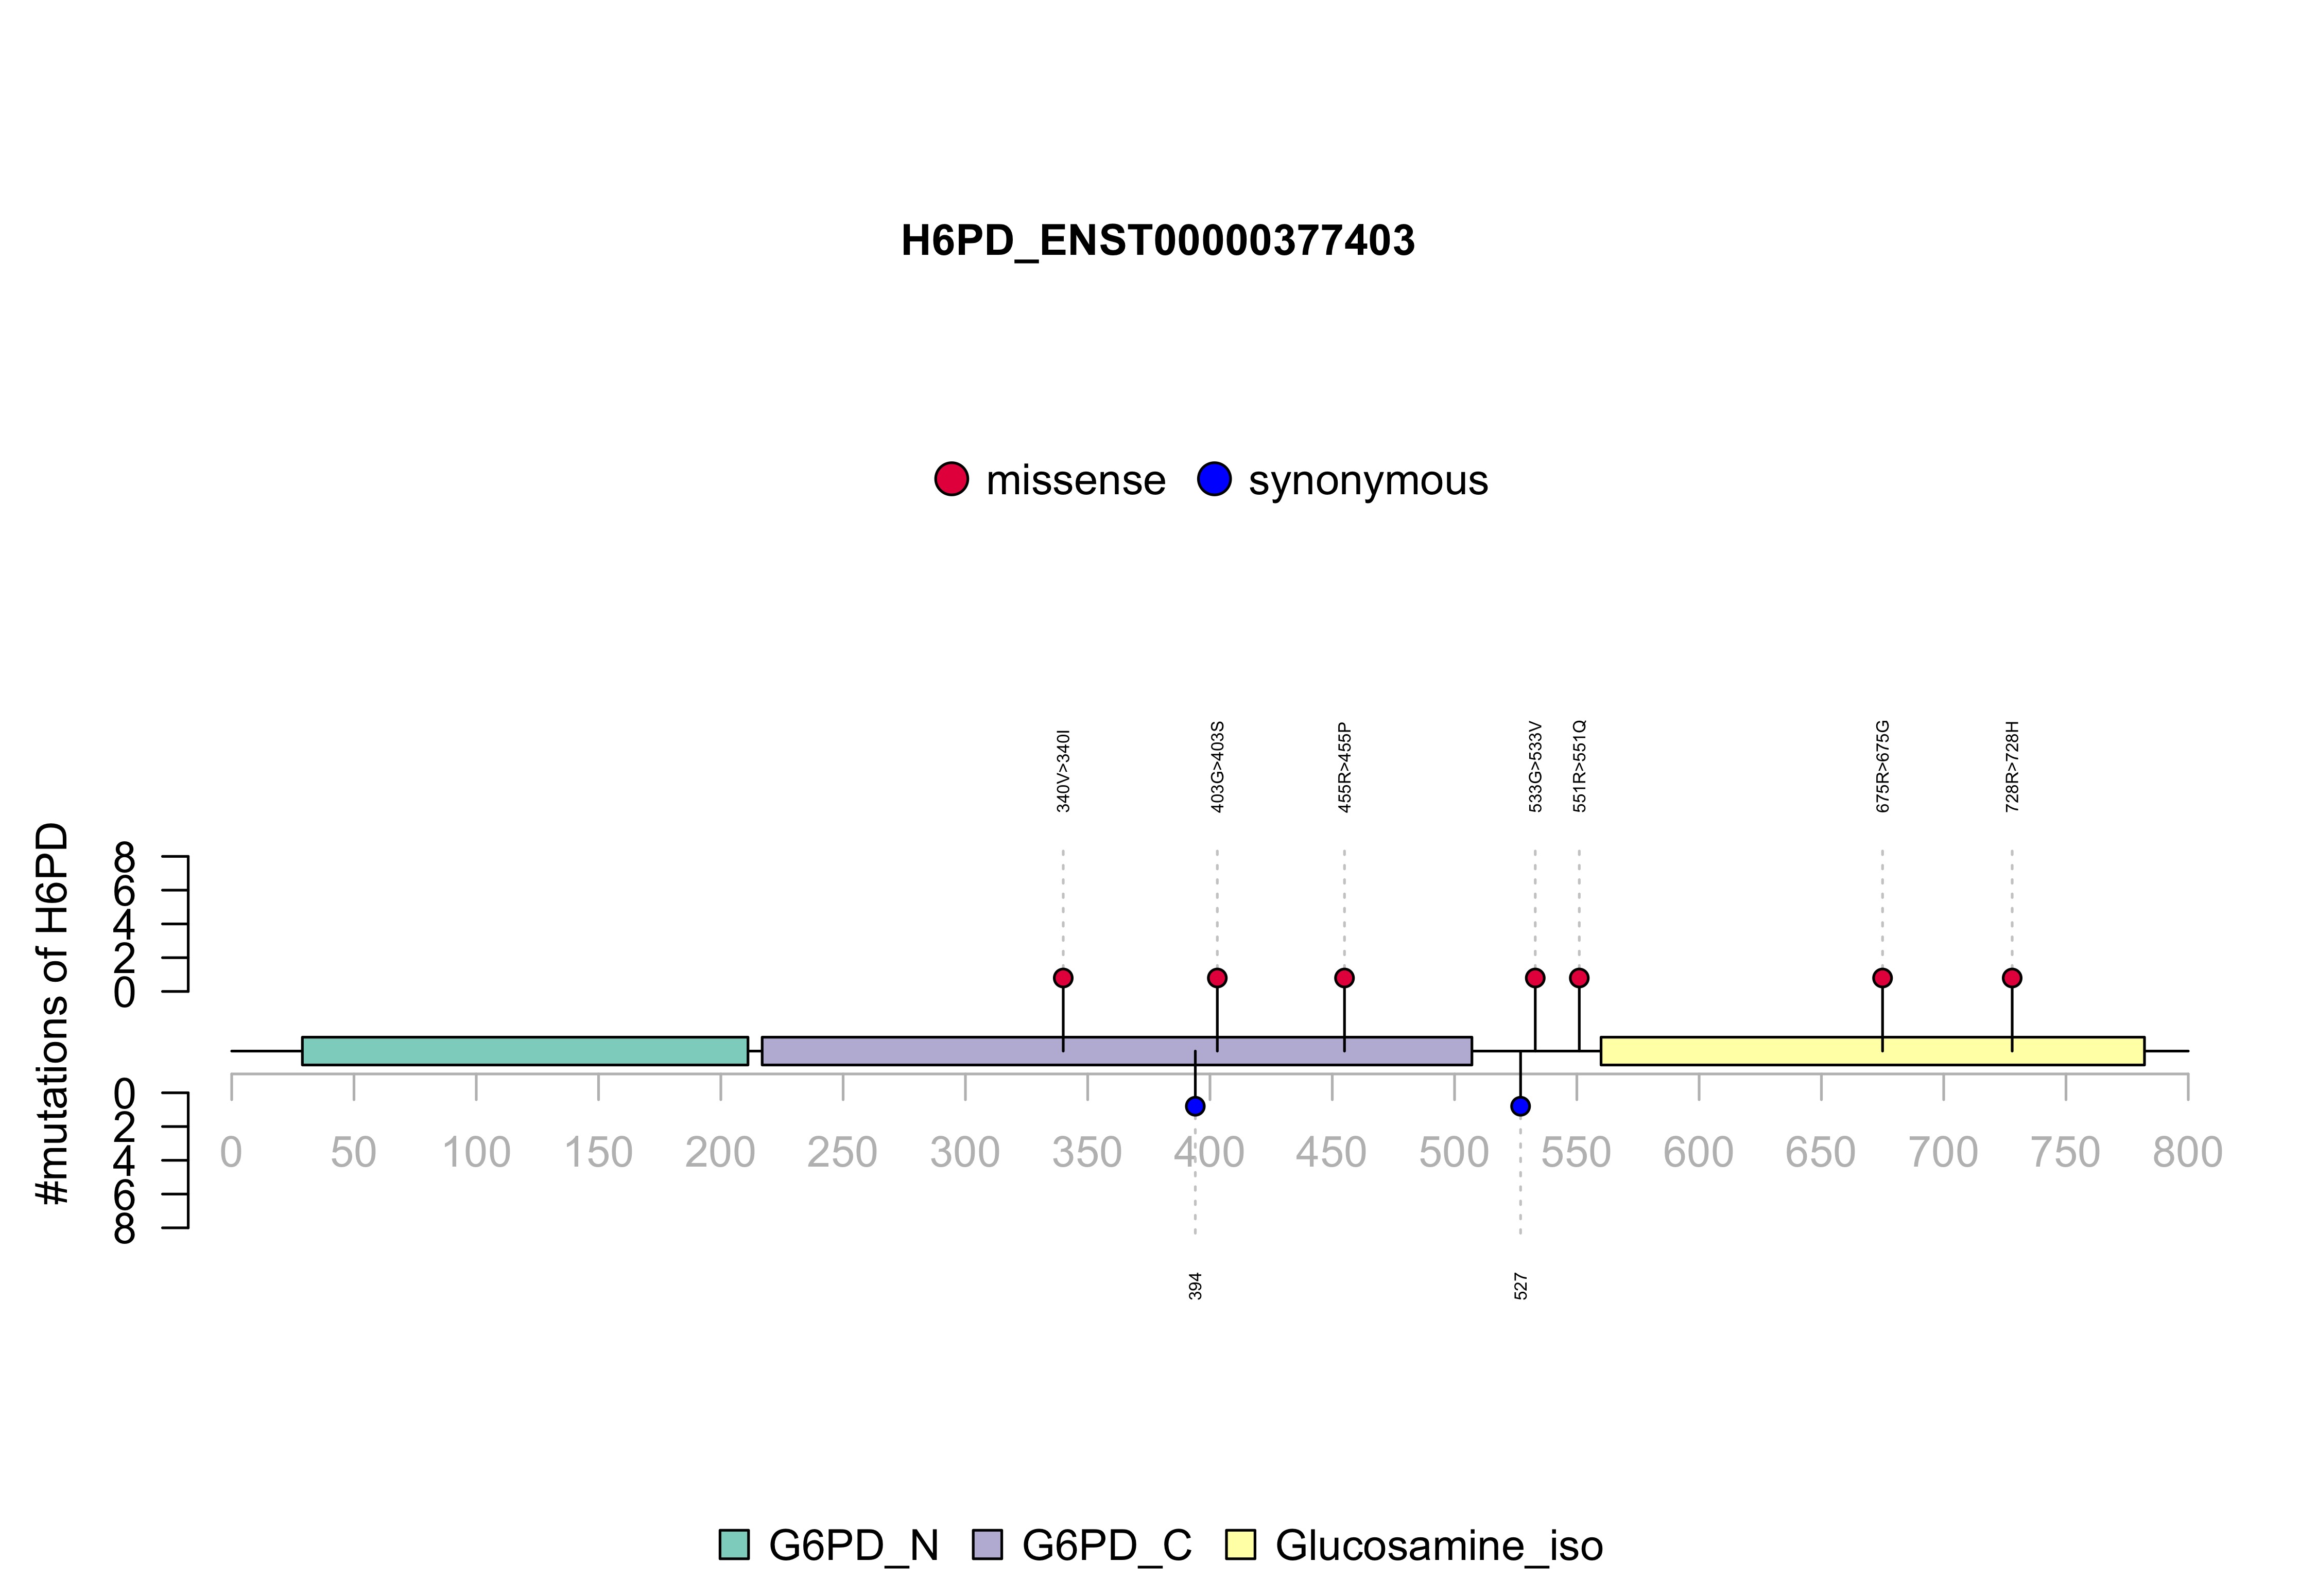 H6PD_ENST00000377403
missense
synonymous
340V>340I
403G>403S
455R>455P
533G>533V
551R>551Q
675R>675G
728R>728H
#mutations of H6PD
8
6
4
2
0
0
2
4
6
8
0 50 100 150 200 250 300 350 400 450 500 550 600 650 700 750 800
394
527
G6PD_N
G6PD_C
Glucosamine_iso